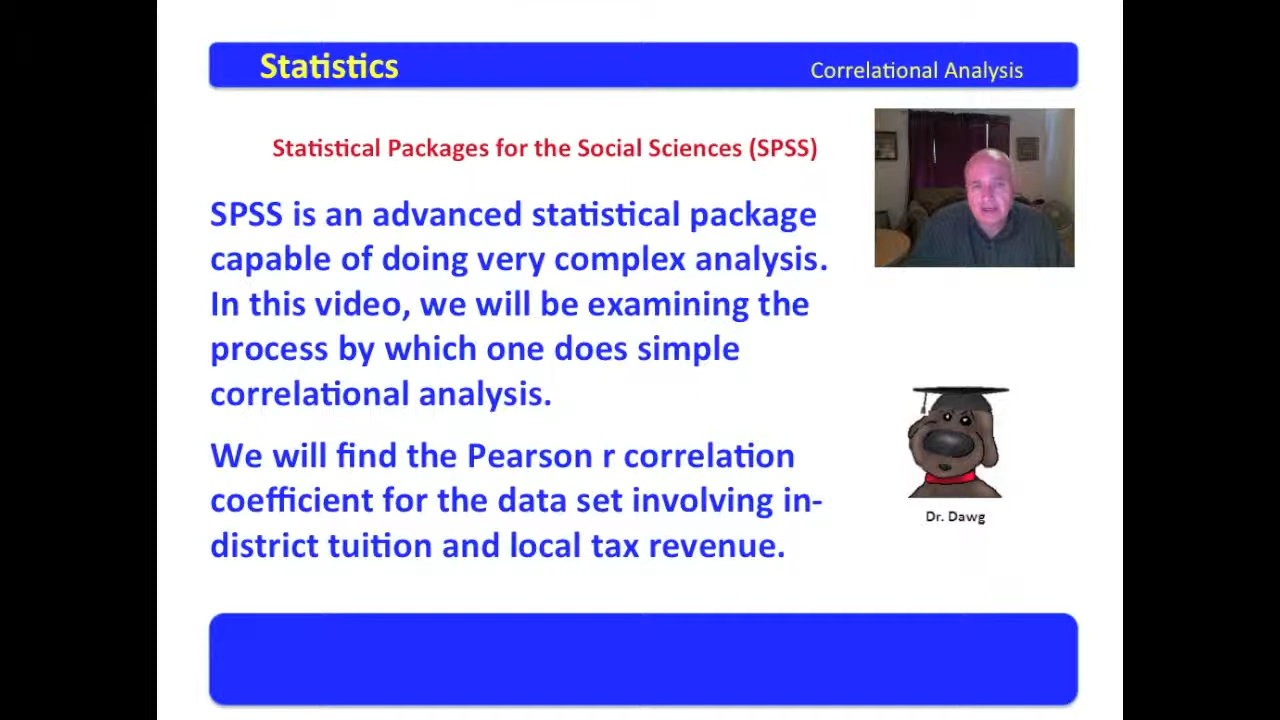 Statistics
Correlational Analysis
Statistical Packages for the Social Sciences (SPSS)
SPSS is an advanced statistical package
capable of doing very complex analysis.
In this video, we will be examining the
process by which one does simple
correlational analysis.
We will find the Pearson r correlation
coefficient for the data set involving in-
district tuition and local tax revenue.
Dr. Dawg